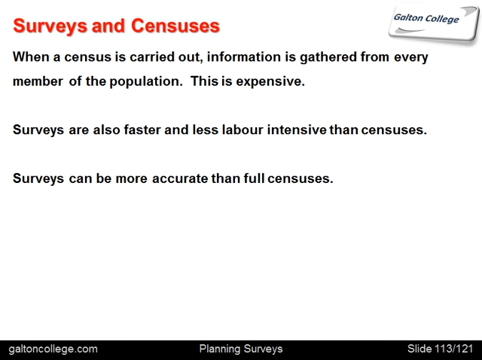 Surveys and Censuses
Galton College
When a census is carried out, information is gathered from every
member of the population. This is expensive.
Surveys are also faster and less labour intensive than censuses.
Surveys can be more accurate than full censuses.
galtoncollege.com
Planning Surveys
Slide 113/121